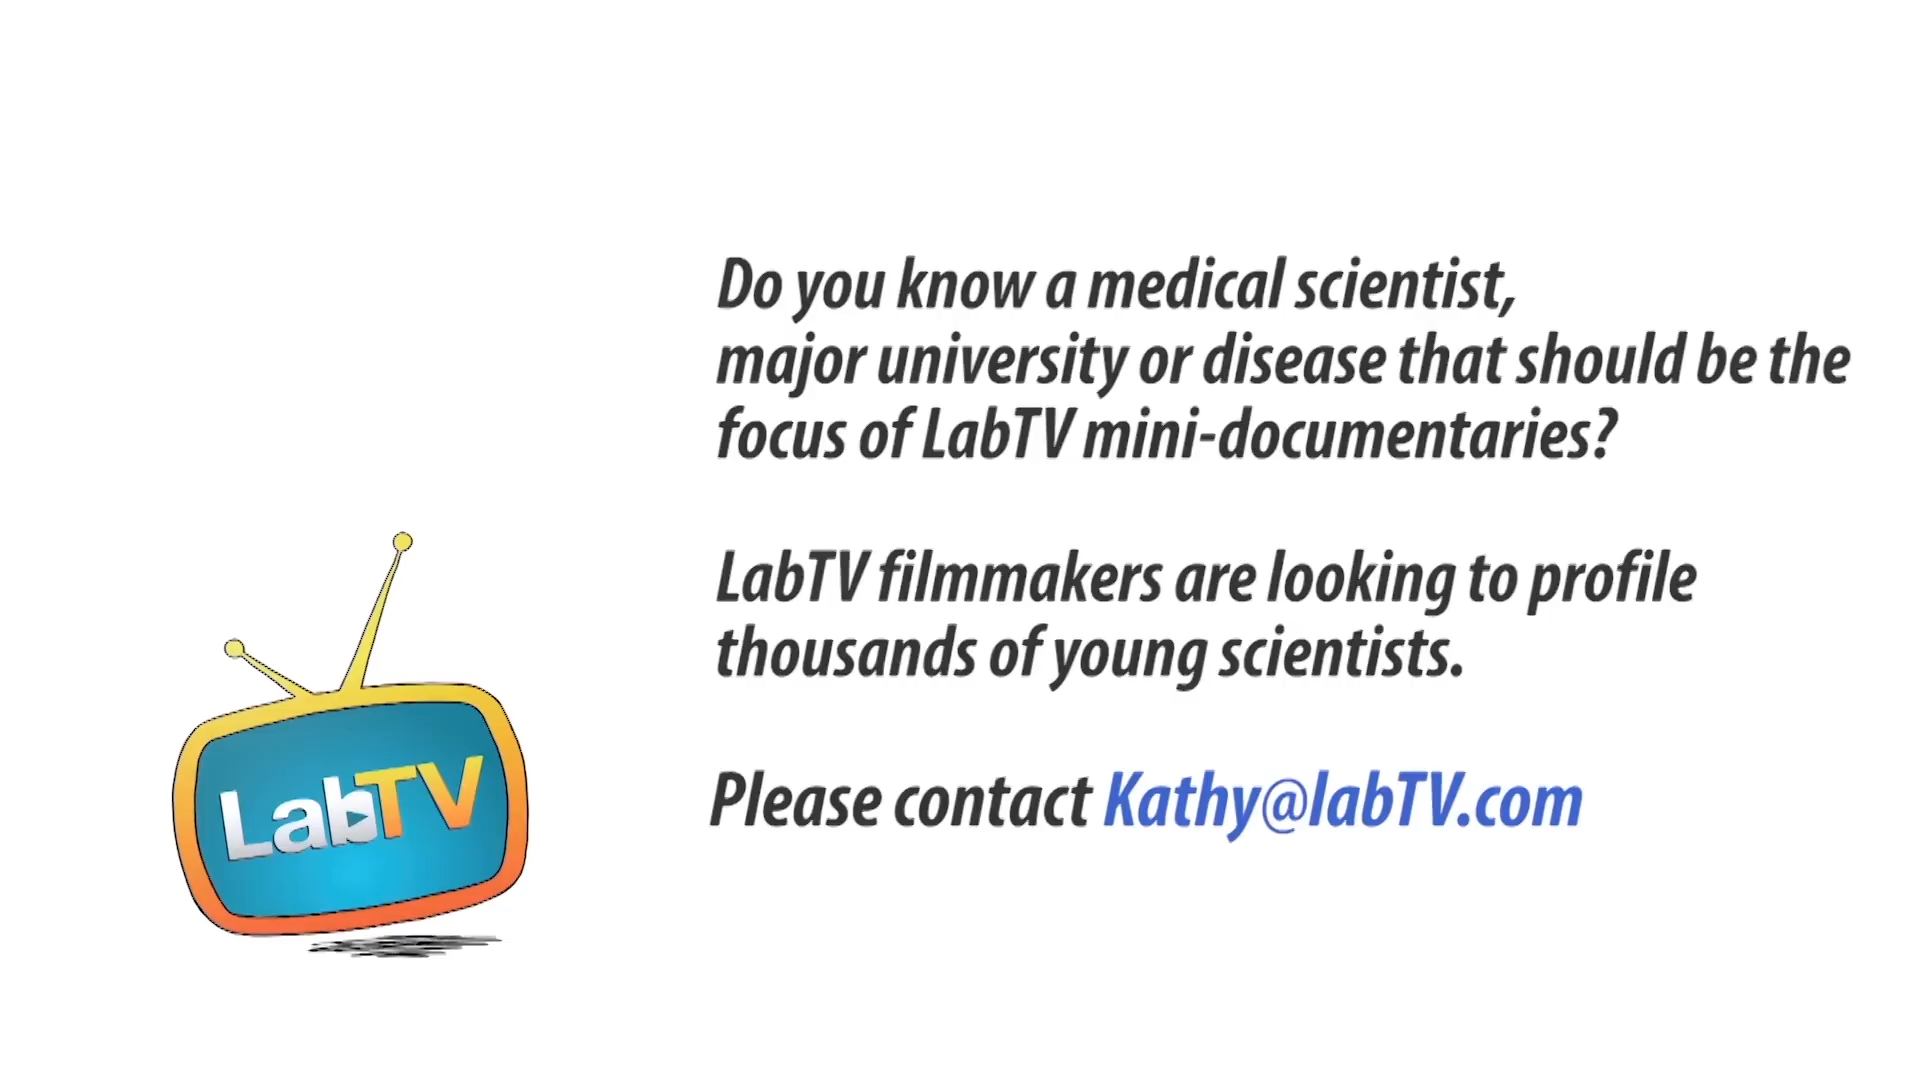 Do you know a medical scientist,
major university or disease that should be the
focus of LabTV mini-documentaries?
LabTV filmmakers are looking to profile
thousands of young scientists.
Please contact Kathy@labTV.com
LabTV